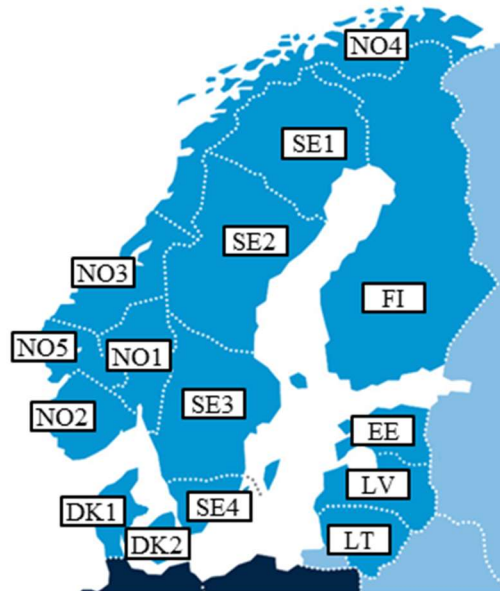 NO4
SE1
SE2
NO3
FI
NO5
NO1
NO2
SE3
EE
LV
SE4
DK1
DK2
LT